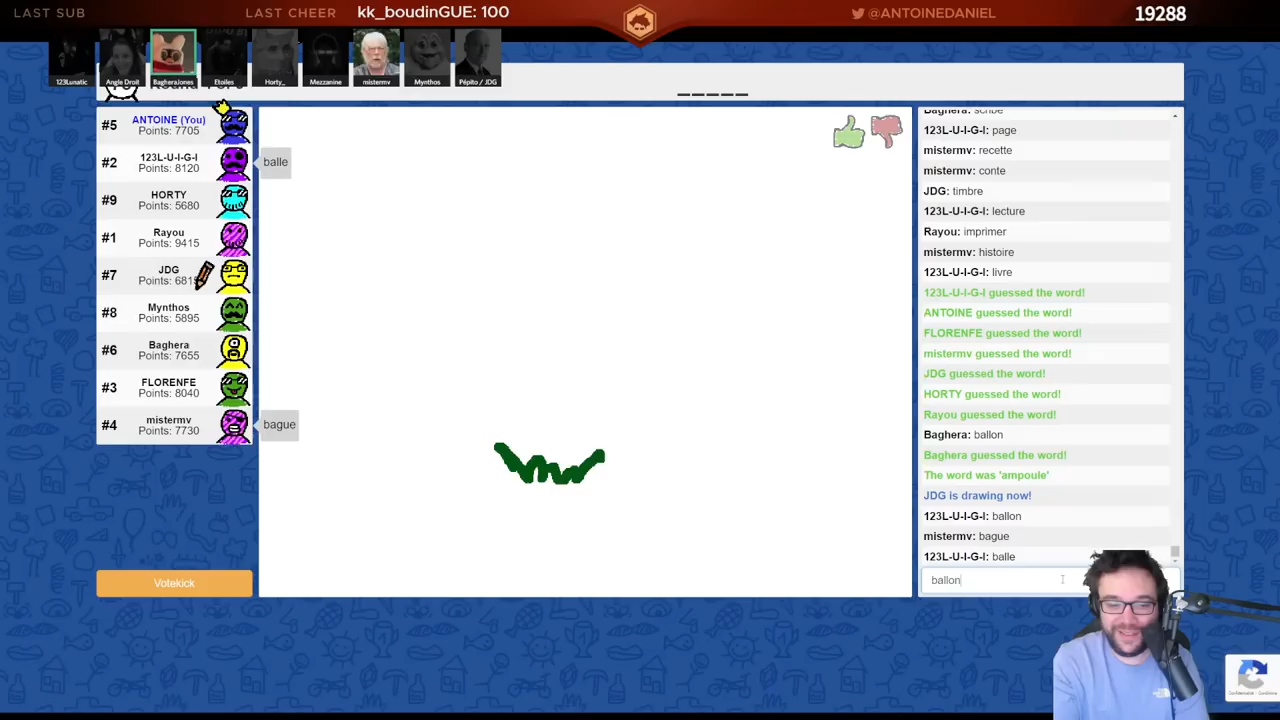 LAST SUB
LAST CHEER
kk_boudinGUE: 100
@ANTOINEDANIEL
19288
123Lunatic
Angle Droit
BagheraJones
Etoiles
Horty_
Mezzanine
mistermv
Mynthos
Pépito / JDG
_ _ _ _ _
#5
ANTOINE (You)
Points: 7705
#2
123L-U-I-G-I
Points: 8120
balle
#9
HORTY
Points: 5680
#1
Rayou
Points: 9415
#7
JDG
Points: 6815
#8
Mynthos
Points: 5895
#6
Baghera
Points: 7655
#3
FLORENFE
Points: 8040
#4
mistermv
Points: 7730
bague
Votekick
Baghera: scribe
123L-U-I-G-I: page
mistermv: recette
mistermv: conte
JDG: timbre
123L-U-I-G-I: lecture
Rayou: imprimer
mistermv: histoire
123L-U-I-G-I: livre
123L-U-I-G-I guessed the word!
ANTOINE guessed the word!
FLORENFE guessed the word!
mistermv guessed the word!
JDG guessed the word!
HORTY guessed the word!
Rayou guessed the word!
Baghera: ballon
Baghera guessed the word!
The word was 'ampoule'
JDG is drawing now!
123L-U-I-G-I: ballon
mistermv: bague
123L-U-I-G-I: balle
ballon